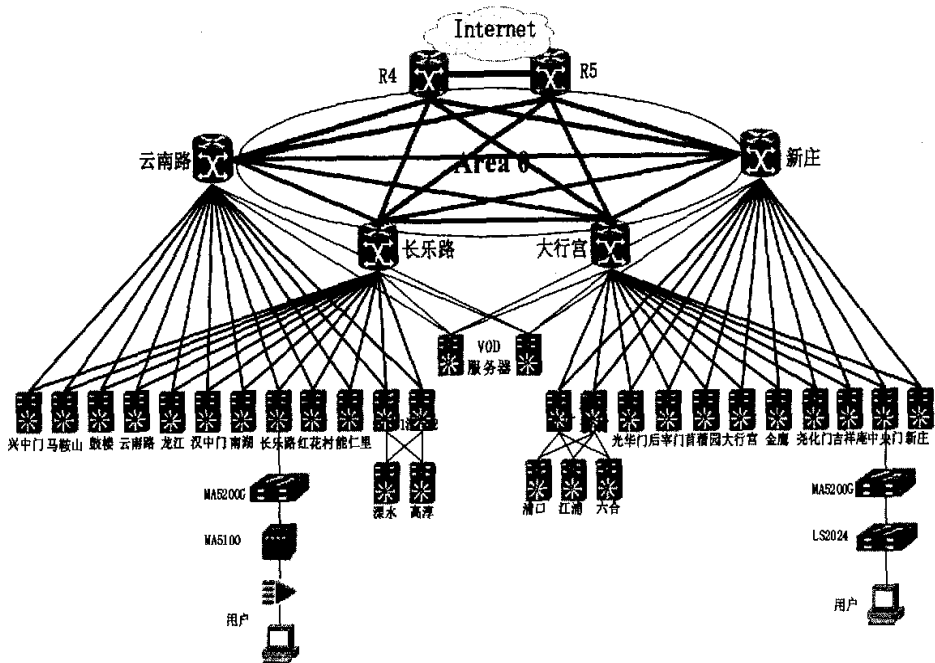 Internet
R4
R5
云南路
Area 0
新庄
长乐路
大行宫
VOD
服务器
兴中门 马鞍山 鼓楼 云南路 龙江 汉中门 南湖 长乐路 红花村 能仁里
光华门 后宰门 苜蓿园 大行宫 金鹰 尧化门 吉祥庵 中央门 新庄
溧水 高淳
浦口 江浦 六合
MA5200G
MA5200G
MA5100
LS2024
用户
用户